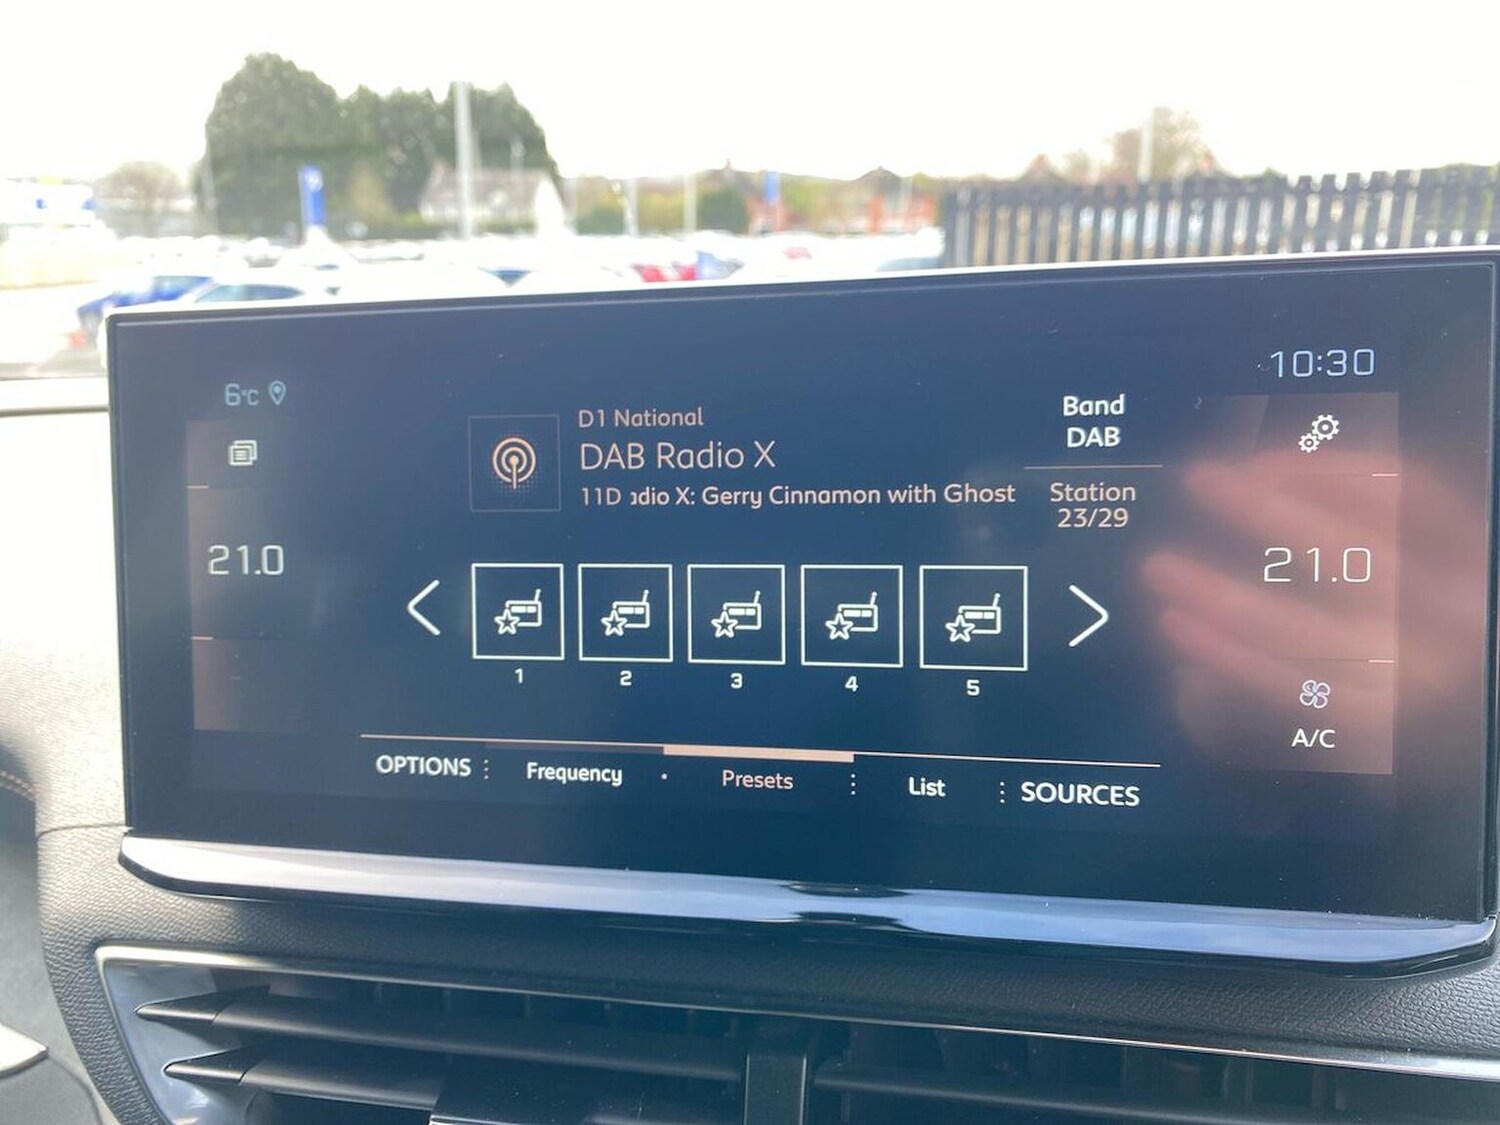 6°C
10:30
D1 National
DAB Radio X
11D adio X: Gerry Cinnamon with Ghost
Band
DAB
Station
23/29
21.0
21.0
1 2 3 4 5
A/C
OPTIONS Frequency Presets List SOURCES